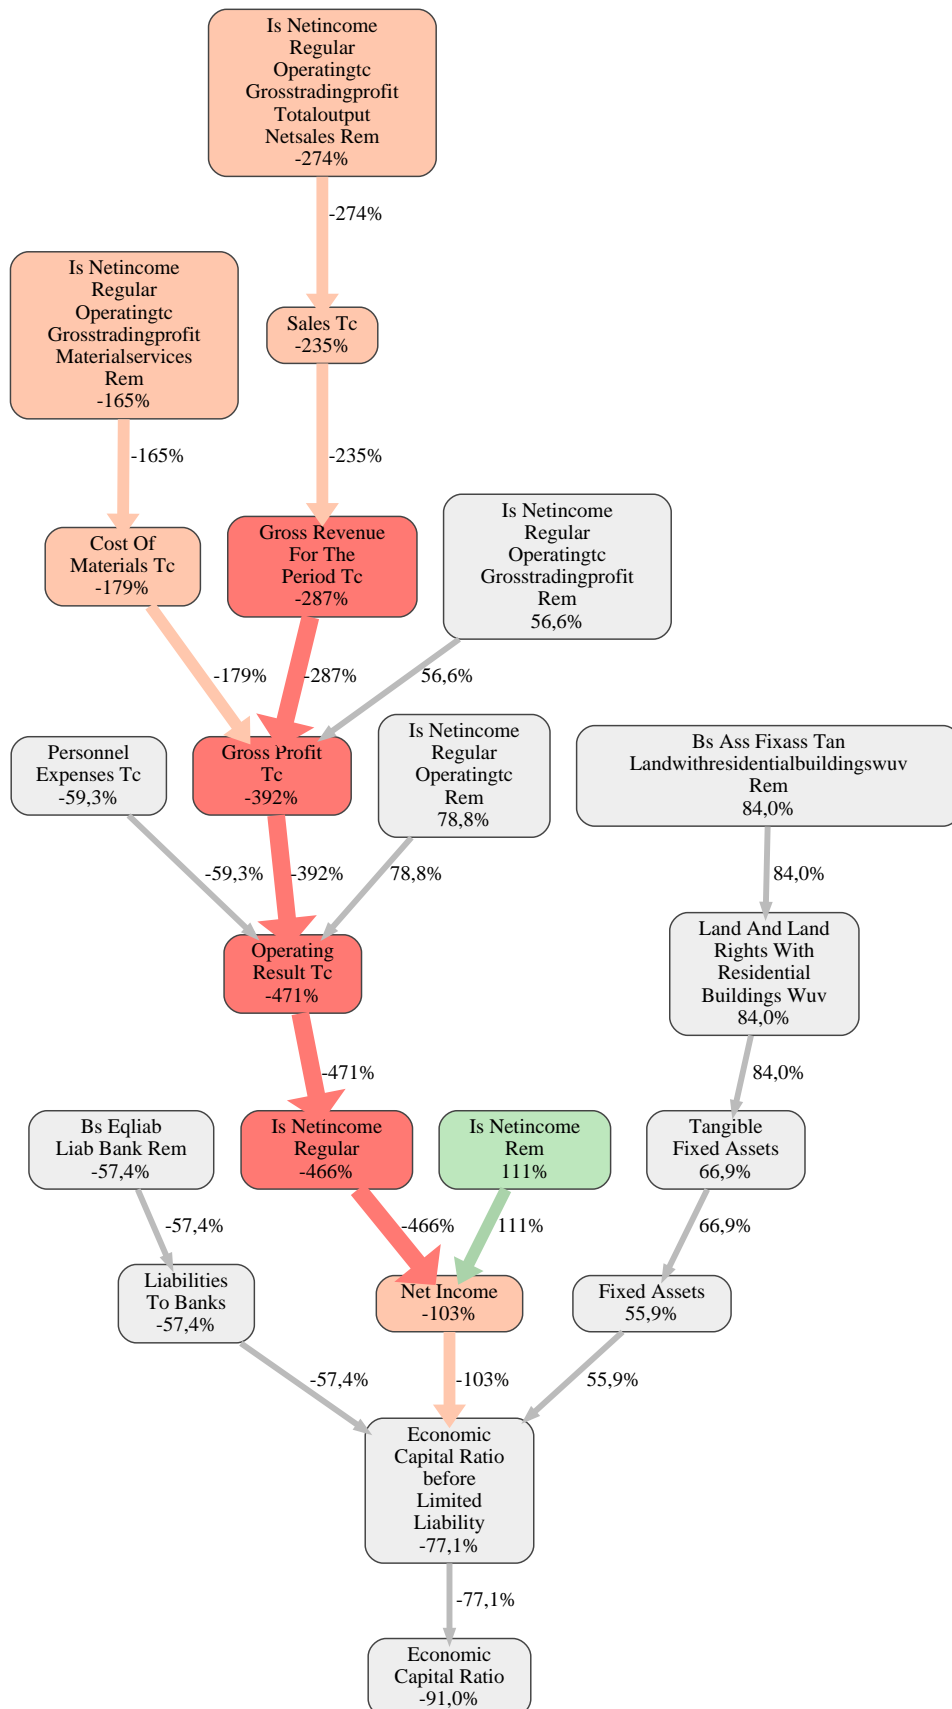 Is Netincome
Regular
Operatingtc
Grosstradingprofit
Totaloutput
Netsales Rem
-274%
-274%
Is Netincome
Regular
Operatingtc
Grosstradingprofit
Materialservices
Rem
-165%
Sales Tc
-235%
-165%
-235%
Cost Of
Materials Tc
-179%
Gross Revenue
For The
Period Tc
-287%
Is Netincome
Regular
Operatingtc
Grosstradingprofit
Rem
56,6%
-179%
-287%
56,6%
Personnel
Expenses Tc
-59,3%
Gross Profit
Tc
-392%
Is Netincome
Regular
Operatingtc
Rem
78,8%
Bs Ass Fixass Tan
Landwithresidentialbuildingswuv
Rem
84,0%
-59,3%
-392%
78,8%
84,0%
Operating
Result Tc
-471%
Land And Land
Rights With
Residential
Buildings Wuv
84,0%
-471%
84,0%
Bs Eqliab
Liab Bank Rem
-57,4%
Is Netincome
Regular
-466%
Is Netincome
Rem
111%
Tangible
Fixed Assets
66,9%
-57,4%
-466%
111%
66,9%
Liabilities
To Banks
-57,4%
Net Income
-103%
Fixed Assets
55,9%
-57,4%
-103%
55,9%
Economic
Capital Ratio
before
Limited
Liability
-77,1%
-77,1%
Economic
Capital Ratio
-91,0%